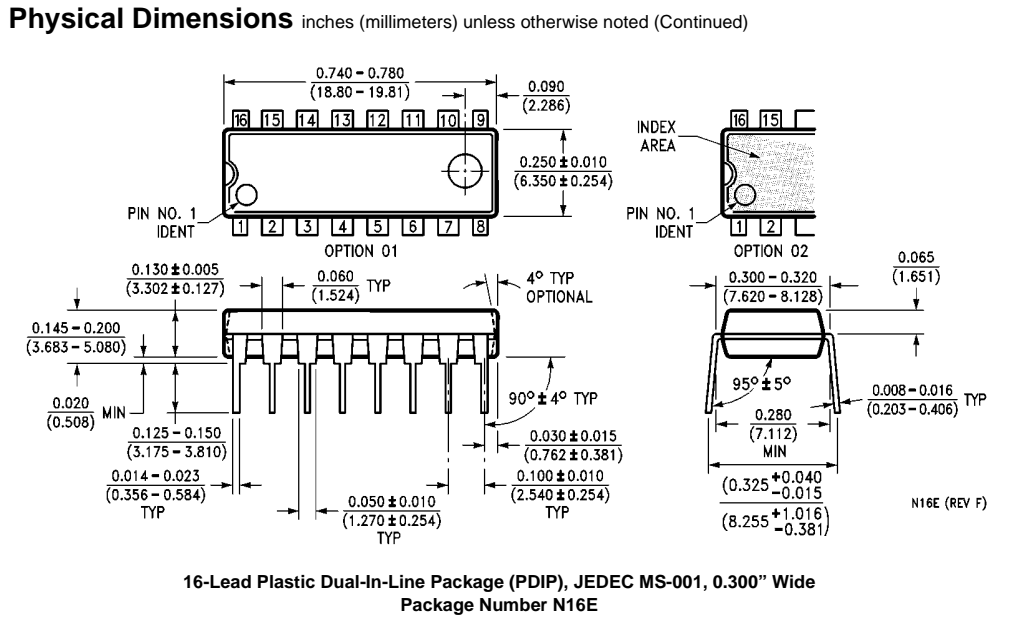 Physical Dimensions inches (millimeters) unless otherwise noted (Continued)
0.740 – 0.780
(18.80 – 19.81)
0.090
(2.286)
16 15 14 13 12 11 10 9
16 15
INDEX
AREA
0.250 ± 0.010
(6.350 ± 0.254)
PIN NO. 1
IDENT
PIN NO. 1
IDENT
1 2 3 4 5 6 7 8
1 2
OPTION 01
OPTION 02
0.130 ± 0.005
(3.302 ± 0.127)
0.060
(1.524)
TYP
4° TYP
OPTIONAL
0.300 – 0.320
(7.620 – 8.128)
0.065
(1.651)
0.145 – 0.200
(3.683 – 5.080)
0.020
(0.508)
MIN
90° ± 4° TYP
95° ± 5°
0.008 – 0.016
(0.203 – 0.406)
TYP
0.125 – 0.150
(3.175 – 3.810)
0.030 ± 0.015
(0.762 ± 0.381)
0.280
(7.112)
MIN
0.014 – 0.023
(0.356 – 0.584)
TYP
0.050 ± 0.010
(1.270 ± 0.254)
TYP
0.100 ± 0.010
(2.540 ± 0.254)
TYP
(0.325 +0.040
–0.015
(8.255 +1.016
–0.381)
N16E (REV F)
16-Lead Plastic Dual-In-Line Package (PDIP), JEDEC MS-001, 0.300” Wide
Package Number N16E